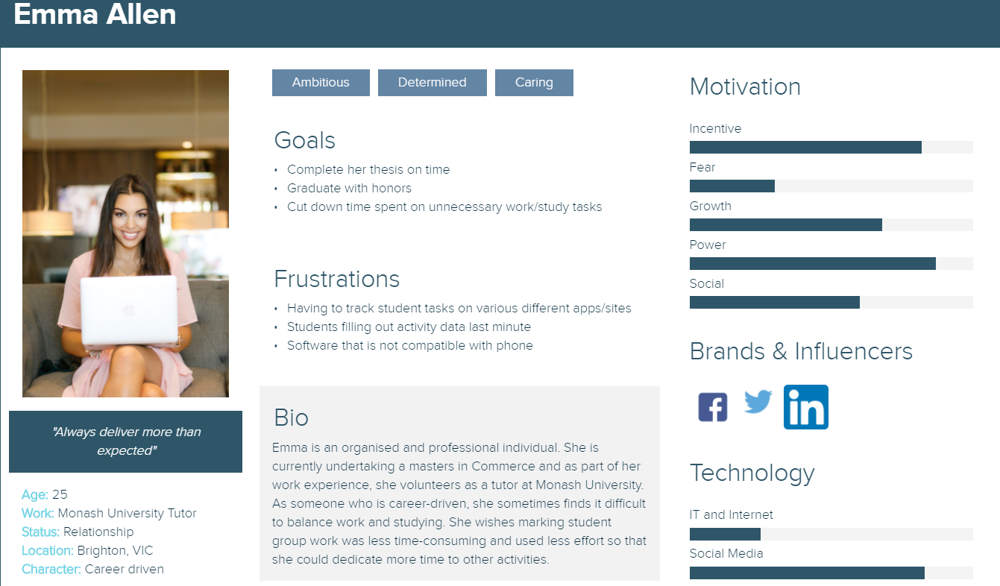 Emma Allen
"Always deliver more than
expected"
Age: 25
Work: Monash University Tutor
Status: Relationship
Location: Brighton, VIC
Character: Career driven
Ambitious
Determined
Caring
Goals
• Complete her thesis on time
• Graduate with honors
• Cut down time spent on unnecessary work/study tasks
Frustrations
• Having to track student tasks on various different apps/sites
• Students filling out activity data last minute
• Software that is not compatible with phone
Bio
Emma is an organised and professional individual. She is
currently undertaking a masters in Commerce and as part of her
work experience, she volunteers as a tutor at Monash University.
As someone who is career-driven, she sometimes finds it difficult
to balance work and studying. She wishes marking student
group work was less time-consuming and used less effort so that
she could dedicate more time to other activities.
Motivation
Incentive
Fear
Growth
Power
Social
Brands & Influencers
f
in
Technology
IT and Internet
Social Media